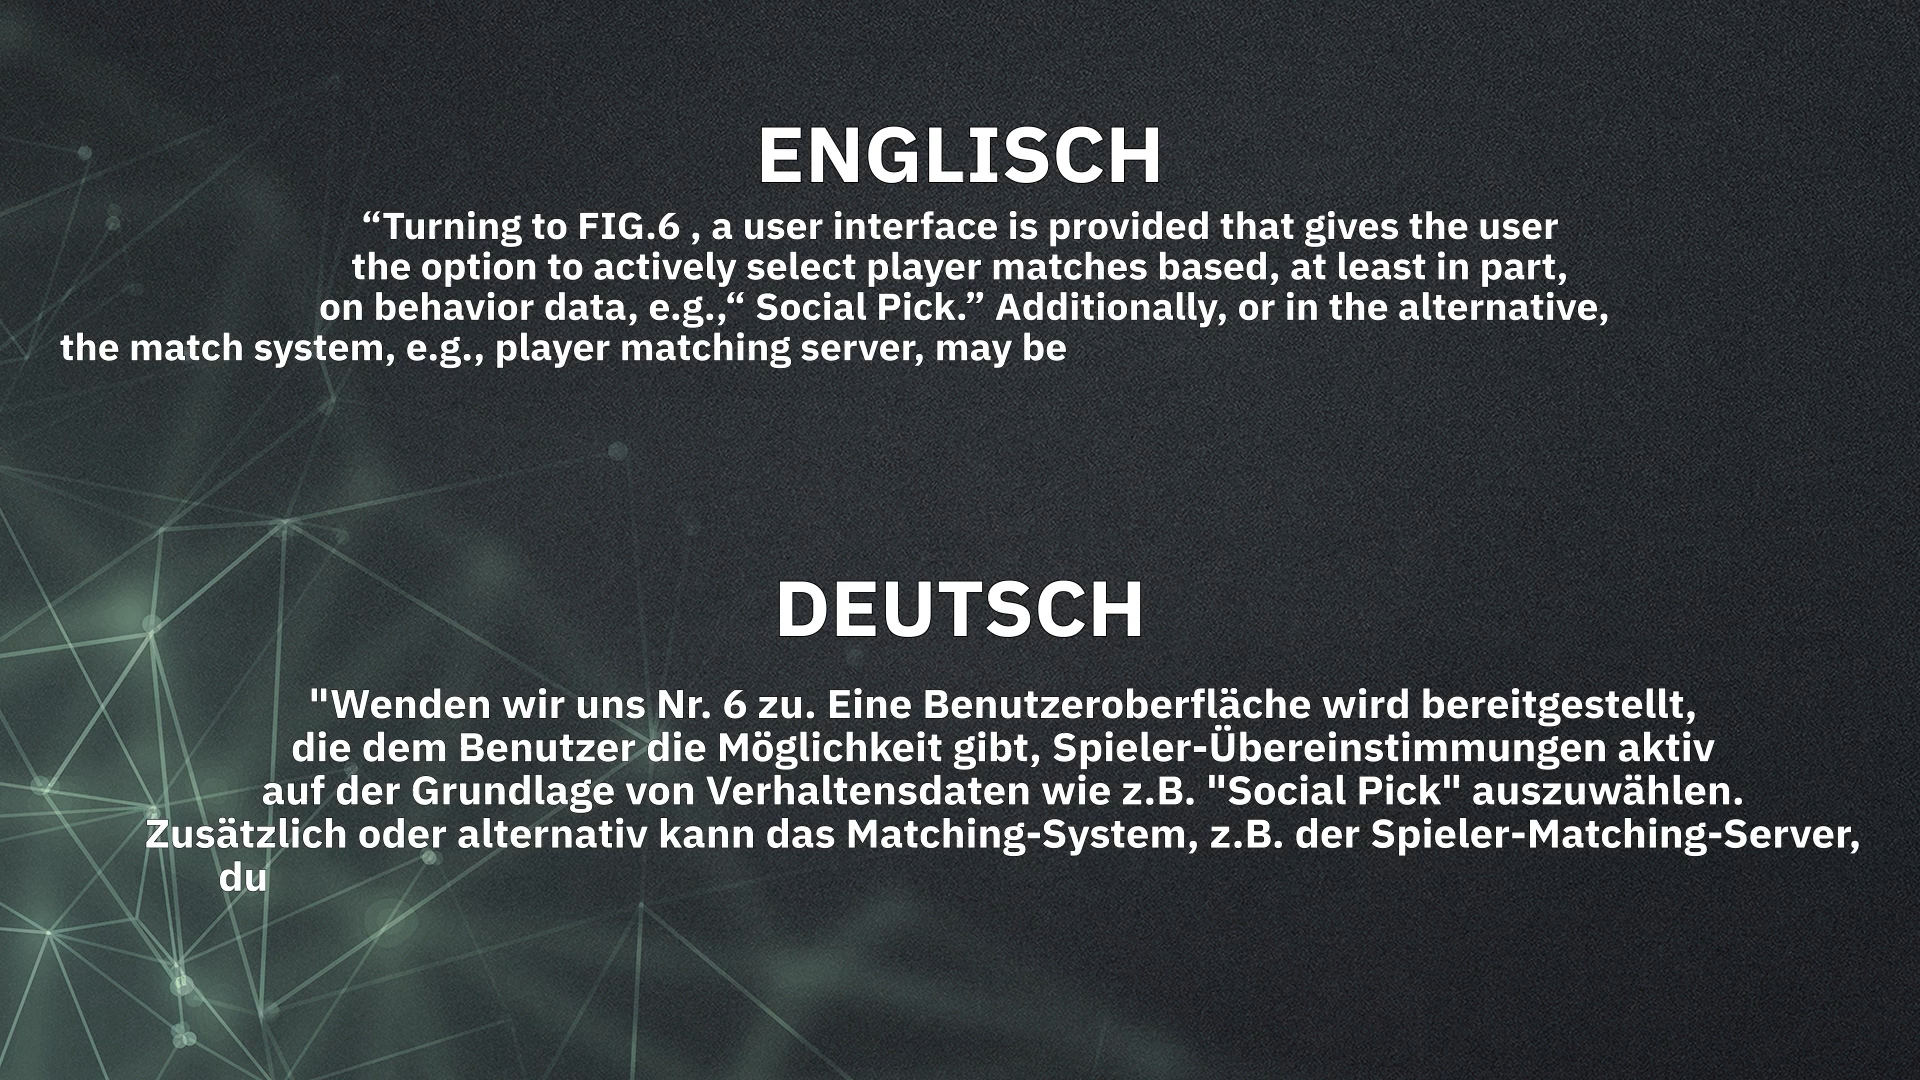 ENGLISCH
“Turning to FIG.6 , a user interface is provided that gives the user
the option to actively select player matches based, at least in part,
on behavior data, e.g.,“ Social Pick.” Additionally, or in the alternative,
the match system, e.g., player matching server, may be
DEUTSCH
"Wenden wir uns Nr. 6 zu. Eine Benutzeroberfläche wird bereitgestellt,
die dem Benutzer die Möglichkeit gibt, Spieler-Übereinstimmungen aktiv
auf der Grundlage von Verhaltensdaten wie z.B. "Social Pick" auszuwählen.
Zusätzlich oder alternativ kann das Matching-System, z.B. der Spieler-Matching-Server,
du